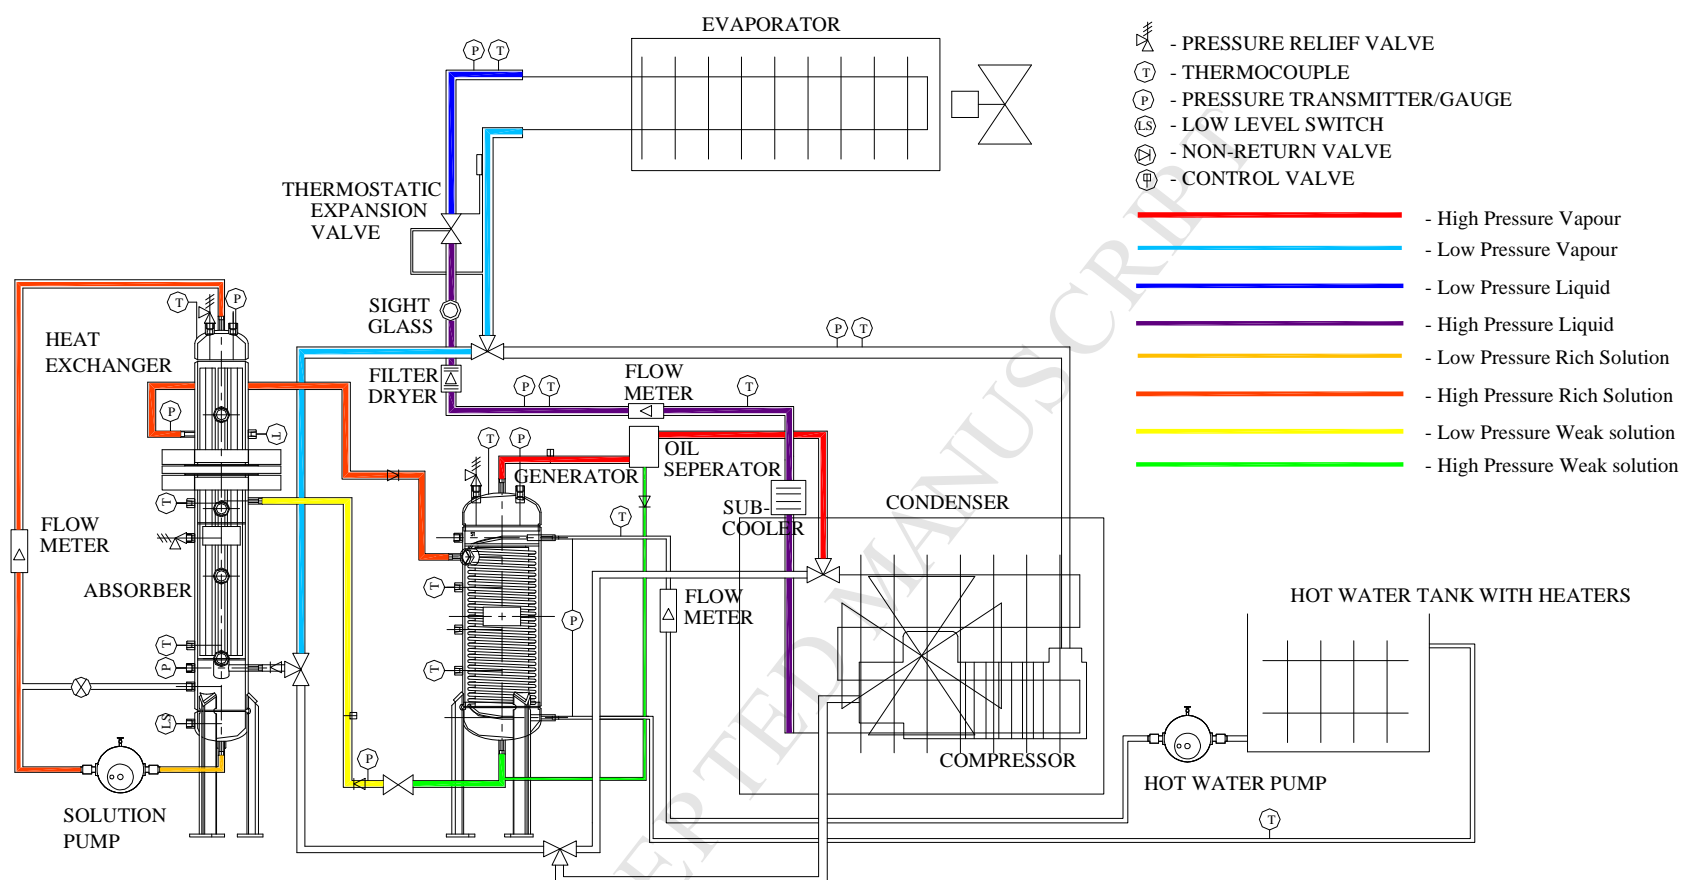 EVAPORATOR
P T
- PRESSURE RELIEF VALVE
T - THERMOCOUPLE
P - PRESSURE TRANSMITTER/GAUGE
LS - LOW LEVEL SWITCH
- NON-RETURN VALVE
- CONTROL VALVE
- High Pressure Vapour
- Low Pressure Vapour
- Low Pressure Liquid
- High Pressure Liquid
- Low Pressure Rich Solution
- High Pressure Rich Solution
- Low Pressure Weak solution
- High Pressure Weak solution
THERMOSTATIC
EXPANSION
VALVE
SIGHT
GLASS
FILTER
DRYER
T P
HEAT
EXCHANGER
P
T
P T
P T
FLOW
METER
T
T P
OIL
SEPERATOR
GENERATOR
SUB-
COOLER
CONDENSER
T
FLOW
METER
T
ABSORBER
T
P
LS
T
T
P
FLOW
METER
P
SOLUTION
PUMP
COMPRESSOR
HOT WATER TANK WITH HEATERS
HOT WATER PUMP
T
EPTED MANUSCRIPT